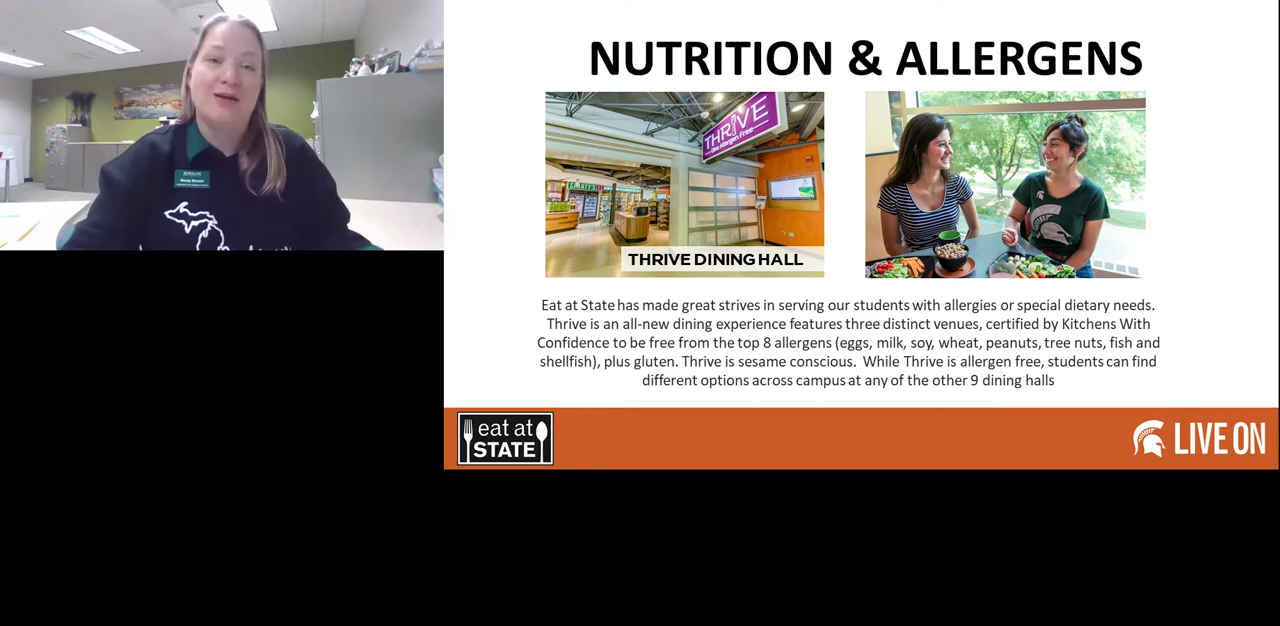 NUTRITION & ALLERGENS
THRIVE
THRIVE DINING HALL
Eat at State has made great strives in serving our students with allergies or special dietary needs.
Thrive is an all-new dining experience features three distinct venues, certified by Kitchens With
Confidence to be free from the top 8 allergens (eggs, milk, soy, wheat, peanuts, tree nuts, fish and
shellfish), plus gluten. Thrive is sesame conscious. While Thrive is allergen free, students can find
different options across campus at any of the other 9 dining halls
eat at
STATE
LIVE ON